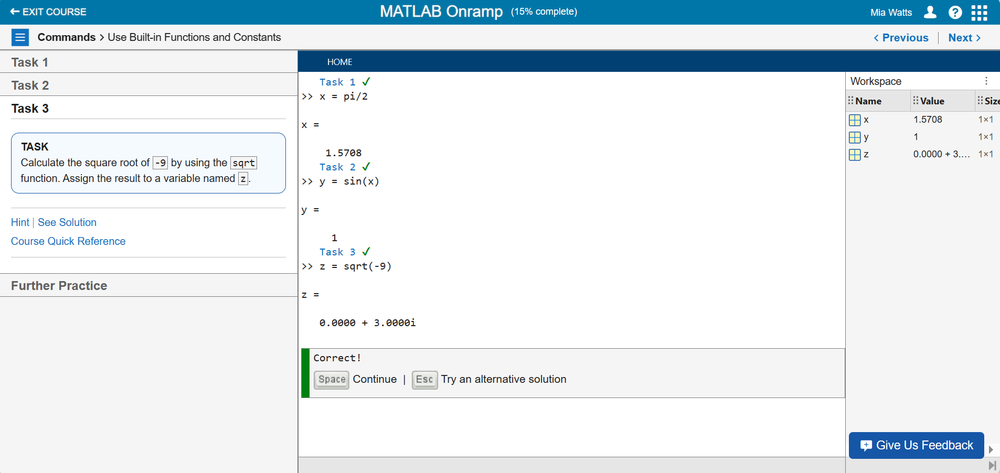 EXIT COURSE
MATLAB Onramp (15% complete)
Mia Watts
Commands > Use Built-in Functions and Constants
< Previous | Next >
Task 1
Task 2
Task 3
TASK
Calculate the square root of -9 by using the sqrt
function. Assign the result to a variable named z.
Hint | See Solution
Course Quick Reference
Further Practice
HOME
Task 1 ✓
>> x = pi/2
x =
1.5708
Task 2 ✓
>> y = sin(x)
y =
1
Task 3 ✓
>> z = sqrt(-9)
z =
0.0000 + 3.0000i
Correct!
Space Continue | Esc Try an alternative solution
Workspace
Name Value Size
x 1.5708 1×1
y 1 1×1
z 0.0000 + 3.... 1×1
Give Us Feedback